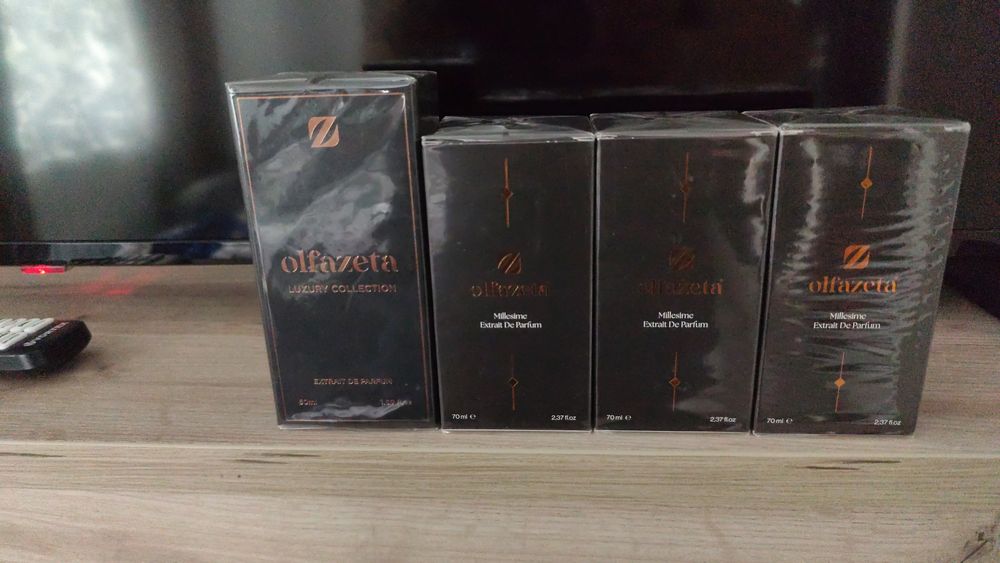 olfazeta
LUXURY COLLECTION
EXTRAIT DE PARFUM
50ml
olfazeta
Millesime
Extrait De Parfum
70 ml ℮ 2,37 fl.oz
olfazeta
Millesime
Extrait De Parfum
70 ml ℮ 2,37 fl.oz
olfazeta
Millesime
Extrait De Parfum
70 ml ℮ 2,37 fl.oz